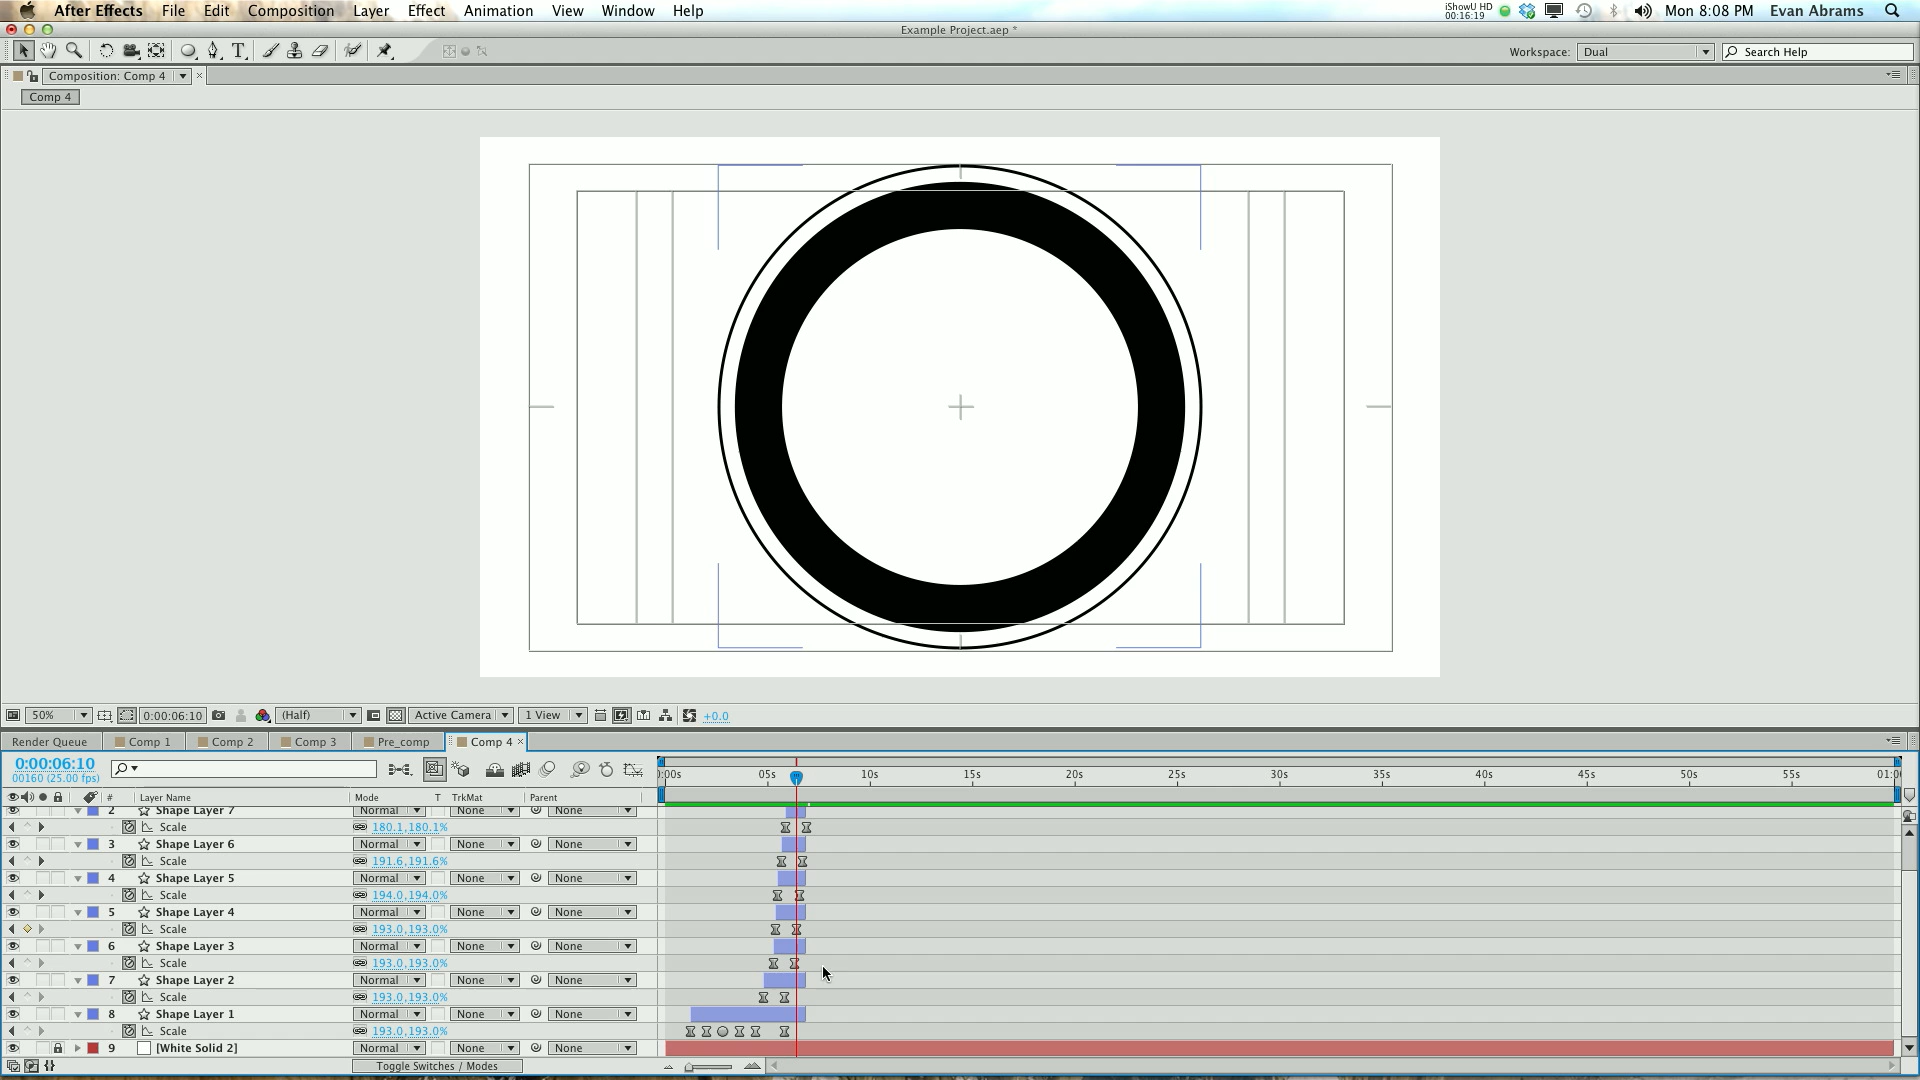 After Effects File Edit Composition Layer Effect Animation View Window Help iShowU HD 00:16:19 Mon 8:08 PM Evan Abrams
Example Project.aep *
T Workspace: Dual Search Help
Composition: Comp 4
Comp 4
50% 0:00:06:10 (Half) Active Camera 1 View +0.0
Render Queue Comp 1 Comp 2 Comp 3 Pre_comp Comp 4
0:00:06:10
00160 (25.00 fps)
0:00s 05s 10s 15s 20s 25s 30s 35s 40s 45s 50s 55s 01:0
# Layer Name Mode T TrkMat Parent
2 Shape Layer 7 Normal None None
Scale 180.1,180.1%
3 Shape Layer 6 Normal None None
Scale 191.6,191.6%
4 Shape Layer 5 Normal None None
Scale 194.0,194.0%
5 Shape Layer 4 Normal None None
Scale 193.0,193.0%
6 Shape Layer 3 Normal None None
Scale 193.0,193.0%
7 Shape Layer 2 Normal None None
Scale 193.0,193.0%
8 Shape Layer 1 Normal None None
Scale 193.0,193.0%
9 [White Solid 2] Normal None None
Toggle Switches / Modes